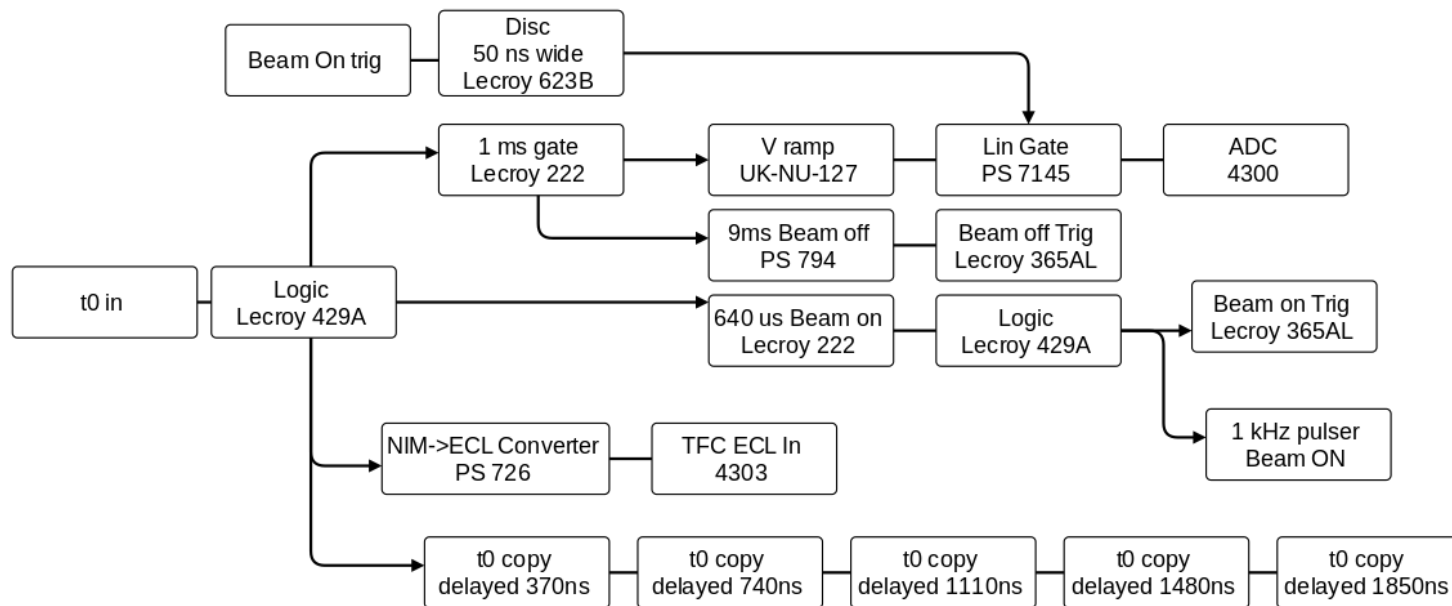 Beam On trig
Disc
50 ns wide
Lecroy 623B
1 ms gate
Lecroy 222
V ramp
UK-NU-127
Lin Gate
PS 7145
ADC
4300
9ms Beam off
PS 794
Beam off Trig
Lecroy 365AL
t0 in
Logic
Lecroy 429A
640 us Beam on
Lecroy 222
Logic
Lecroy 429A
Beam on Trig
Lecroy 365AL
1 kHz pulser
Beam ON
NIM->ECL Converter
PS 726
TFC ECL In
4303
t0 copy
delayed 370ns
t0 copy
delayed 740ns
t0 copy
delayed 1110ns
t0 copy
delayed 1480ns
t0 copy
delayed 1850ns